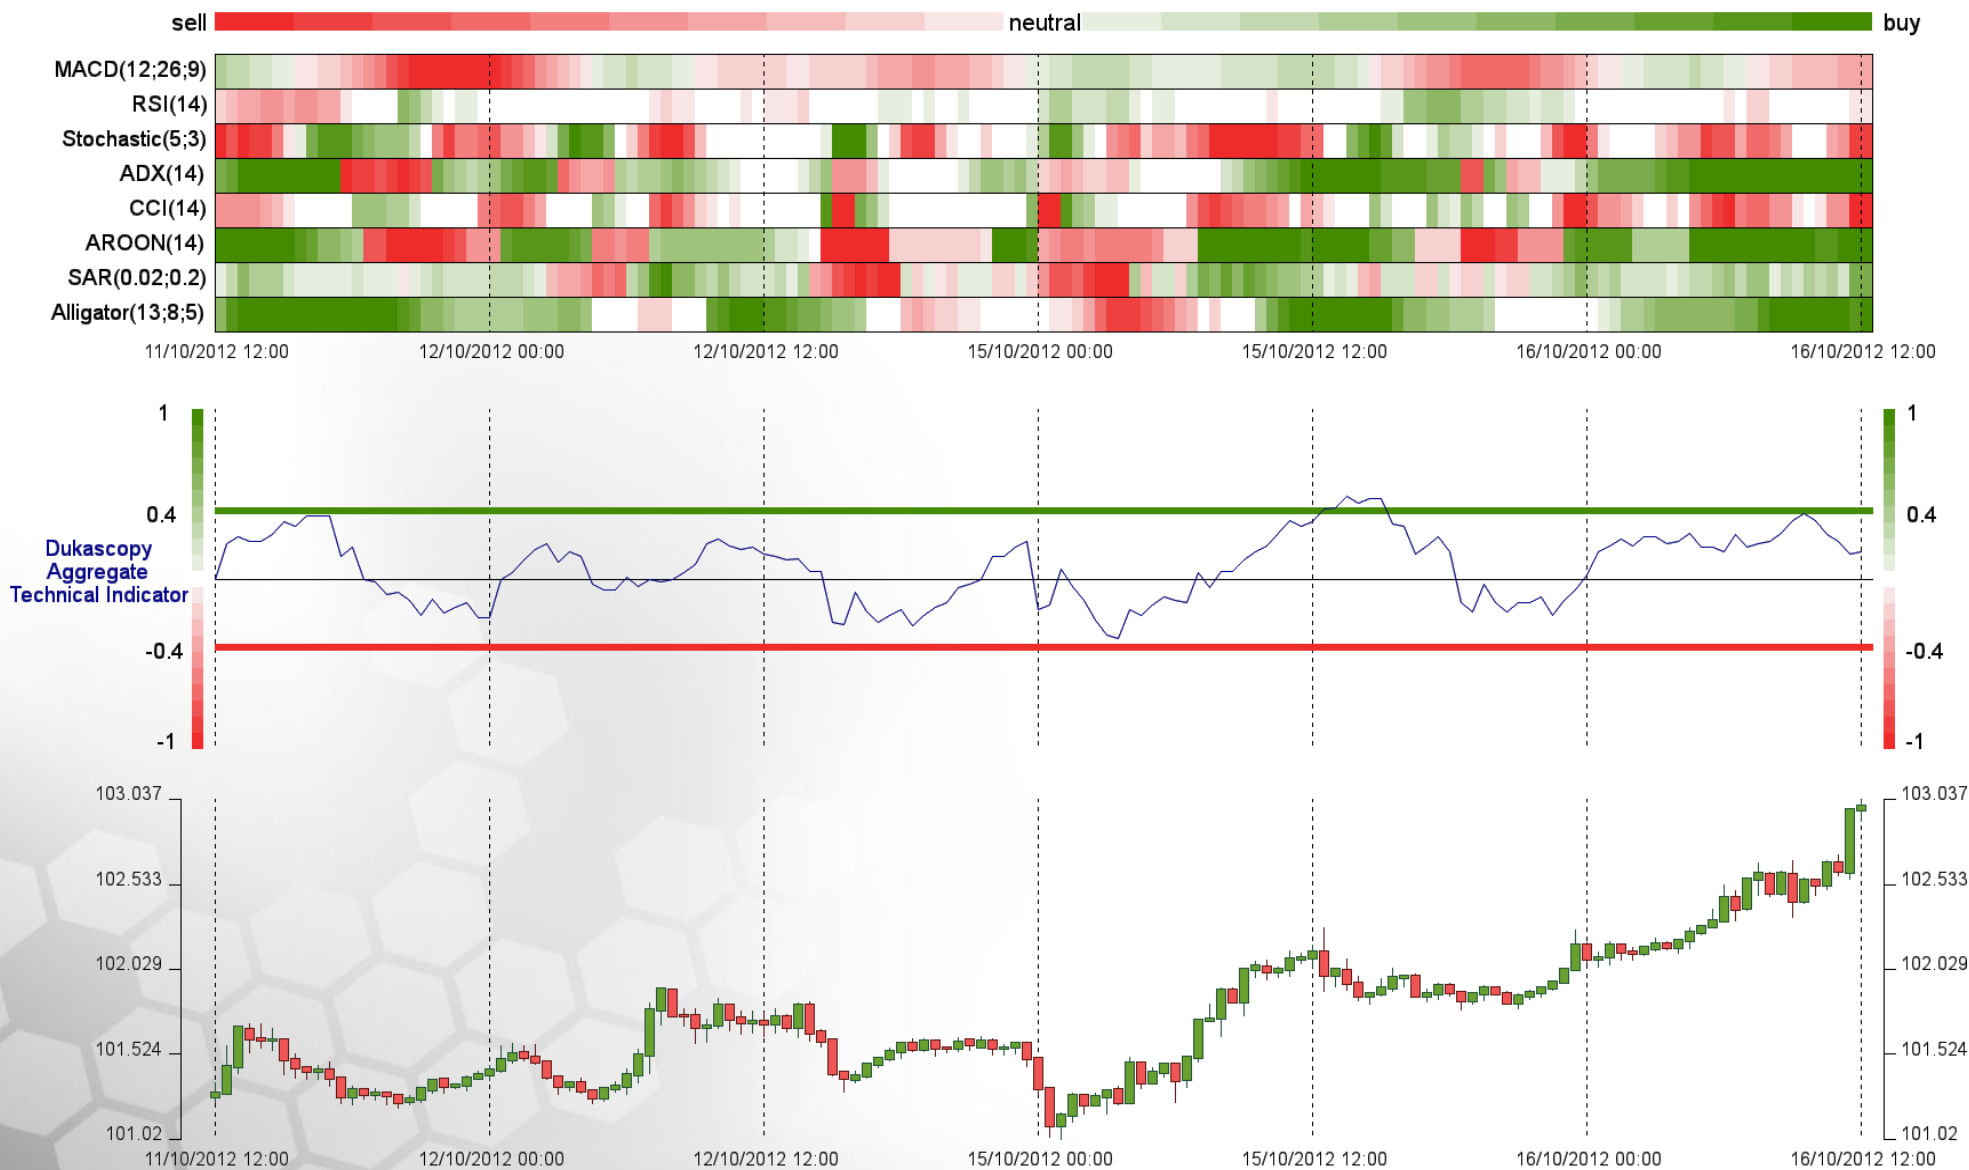 sell neutral buy
MACD(12;26;9)
RSI(14)
Stochastic(5;3)
ADX(14)
CCI(14)
AROON(14)
SAR(0.02;0.2)
Alligator(13;8;5)
11/10/2012 12:00 12/10/2012 00:00 12/10/2012 12:00 15/10/2012 00:00 15/10/2012 12:00 16/10/2012 00:00 16/10/2012 12:00
1 1
0.4 0.4
Dukascopy
Aggregate
Technical Indicator
-0.4 -0.4
-1 -1
103.037 103.037
102.533 102.533
102.029 102.029
101.524 101.524
101.02 101.02
11/10/2012 12:00 12/10/2012 00:00 12/10/2012 12:00 15/10/2012 00:00 15/10/2012 12:00 16/10/2012 00:00 16/10/2012 12:00